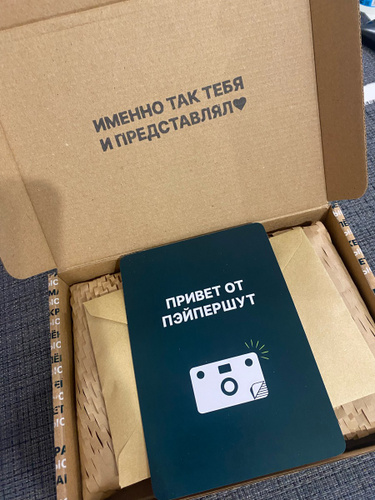 ИМЕННО ТАК ТЕБЯ
И ПРЕДСТАВЛЯЛ♥
ПРИВЕТ ОТ
ПЭЙПЕРШУТ